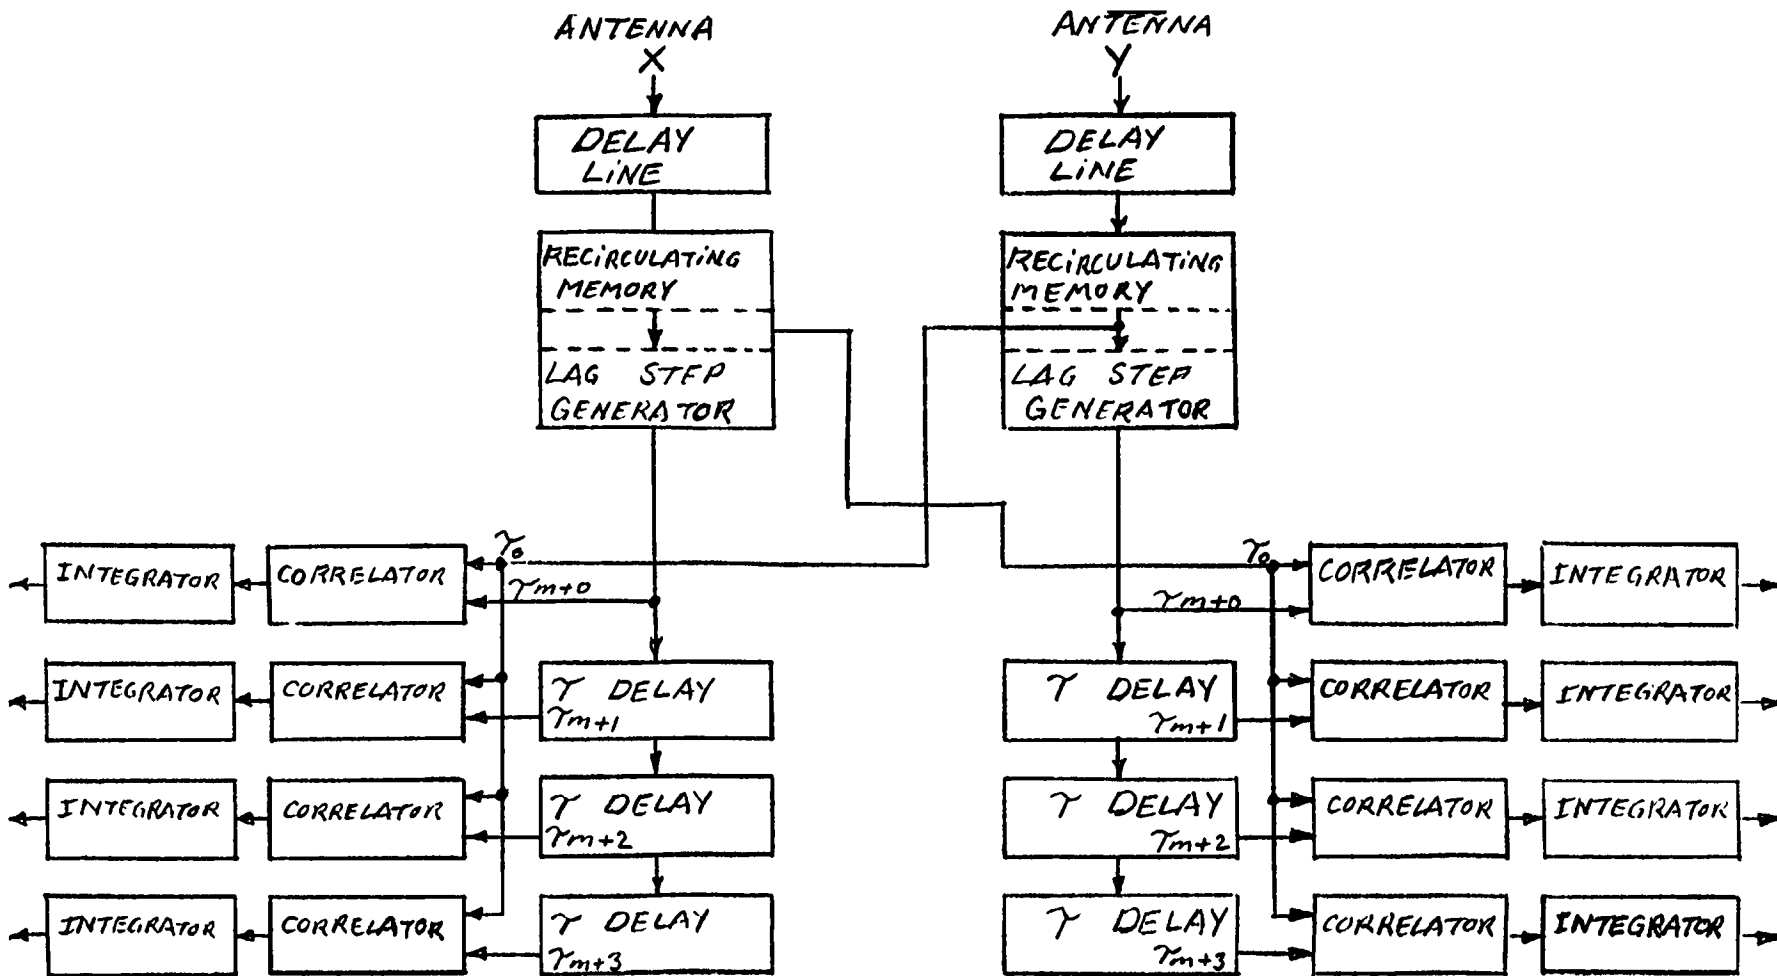 ANTENNA
X
ANTENNA
Y
DELAY
LINE
DELAY
LINE
RECIRCULATING
MEMORY
LAG STEP
GENERATOR
RECIRCULATING
MEMORY
LAG STEP
GENERATOR
INTEGRATOR
CORRELATOR
τ0
τm+0
τ0
τm+0
CORRELATOR
INTEGRATOR
INTEGRATOR
CORRELATOR
τ DELAY
τm+1
τ DELAY
τm+1
CORRELATOR
INTEGRATOR
INTEGRATOR
CORRELATOR
τ DELAY
τm+2
τ DELAY
τm+2
CORRELATOR
INTEGRATOR
INTEGRATOR
CORRELATOR
τ DELAY
τm+3
τ DELAY
τm+3
CORRELATOR
INTEGRATOR